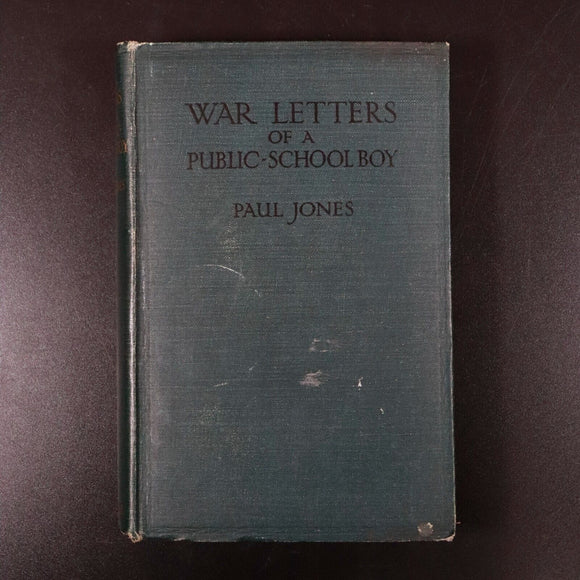 WAR LETTERS
OF A
PUBLIC-SCHOOL BOY
PAUL JONES